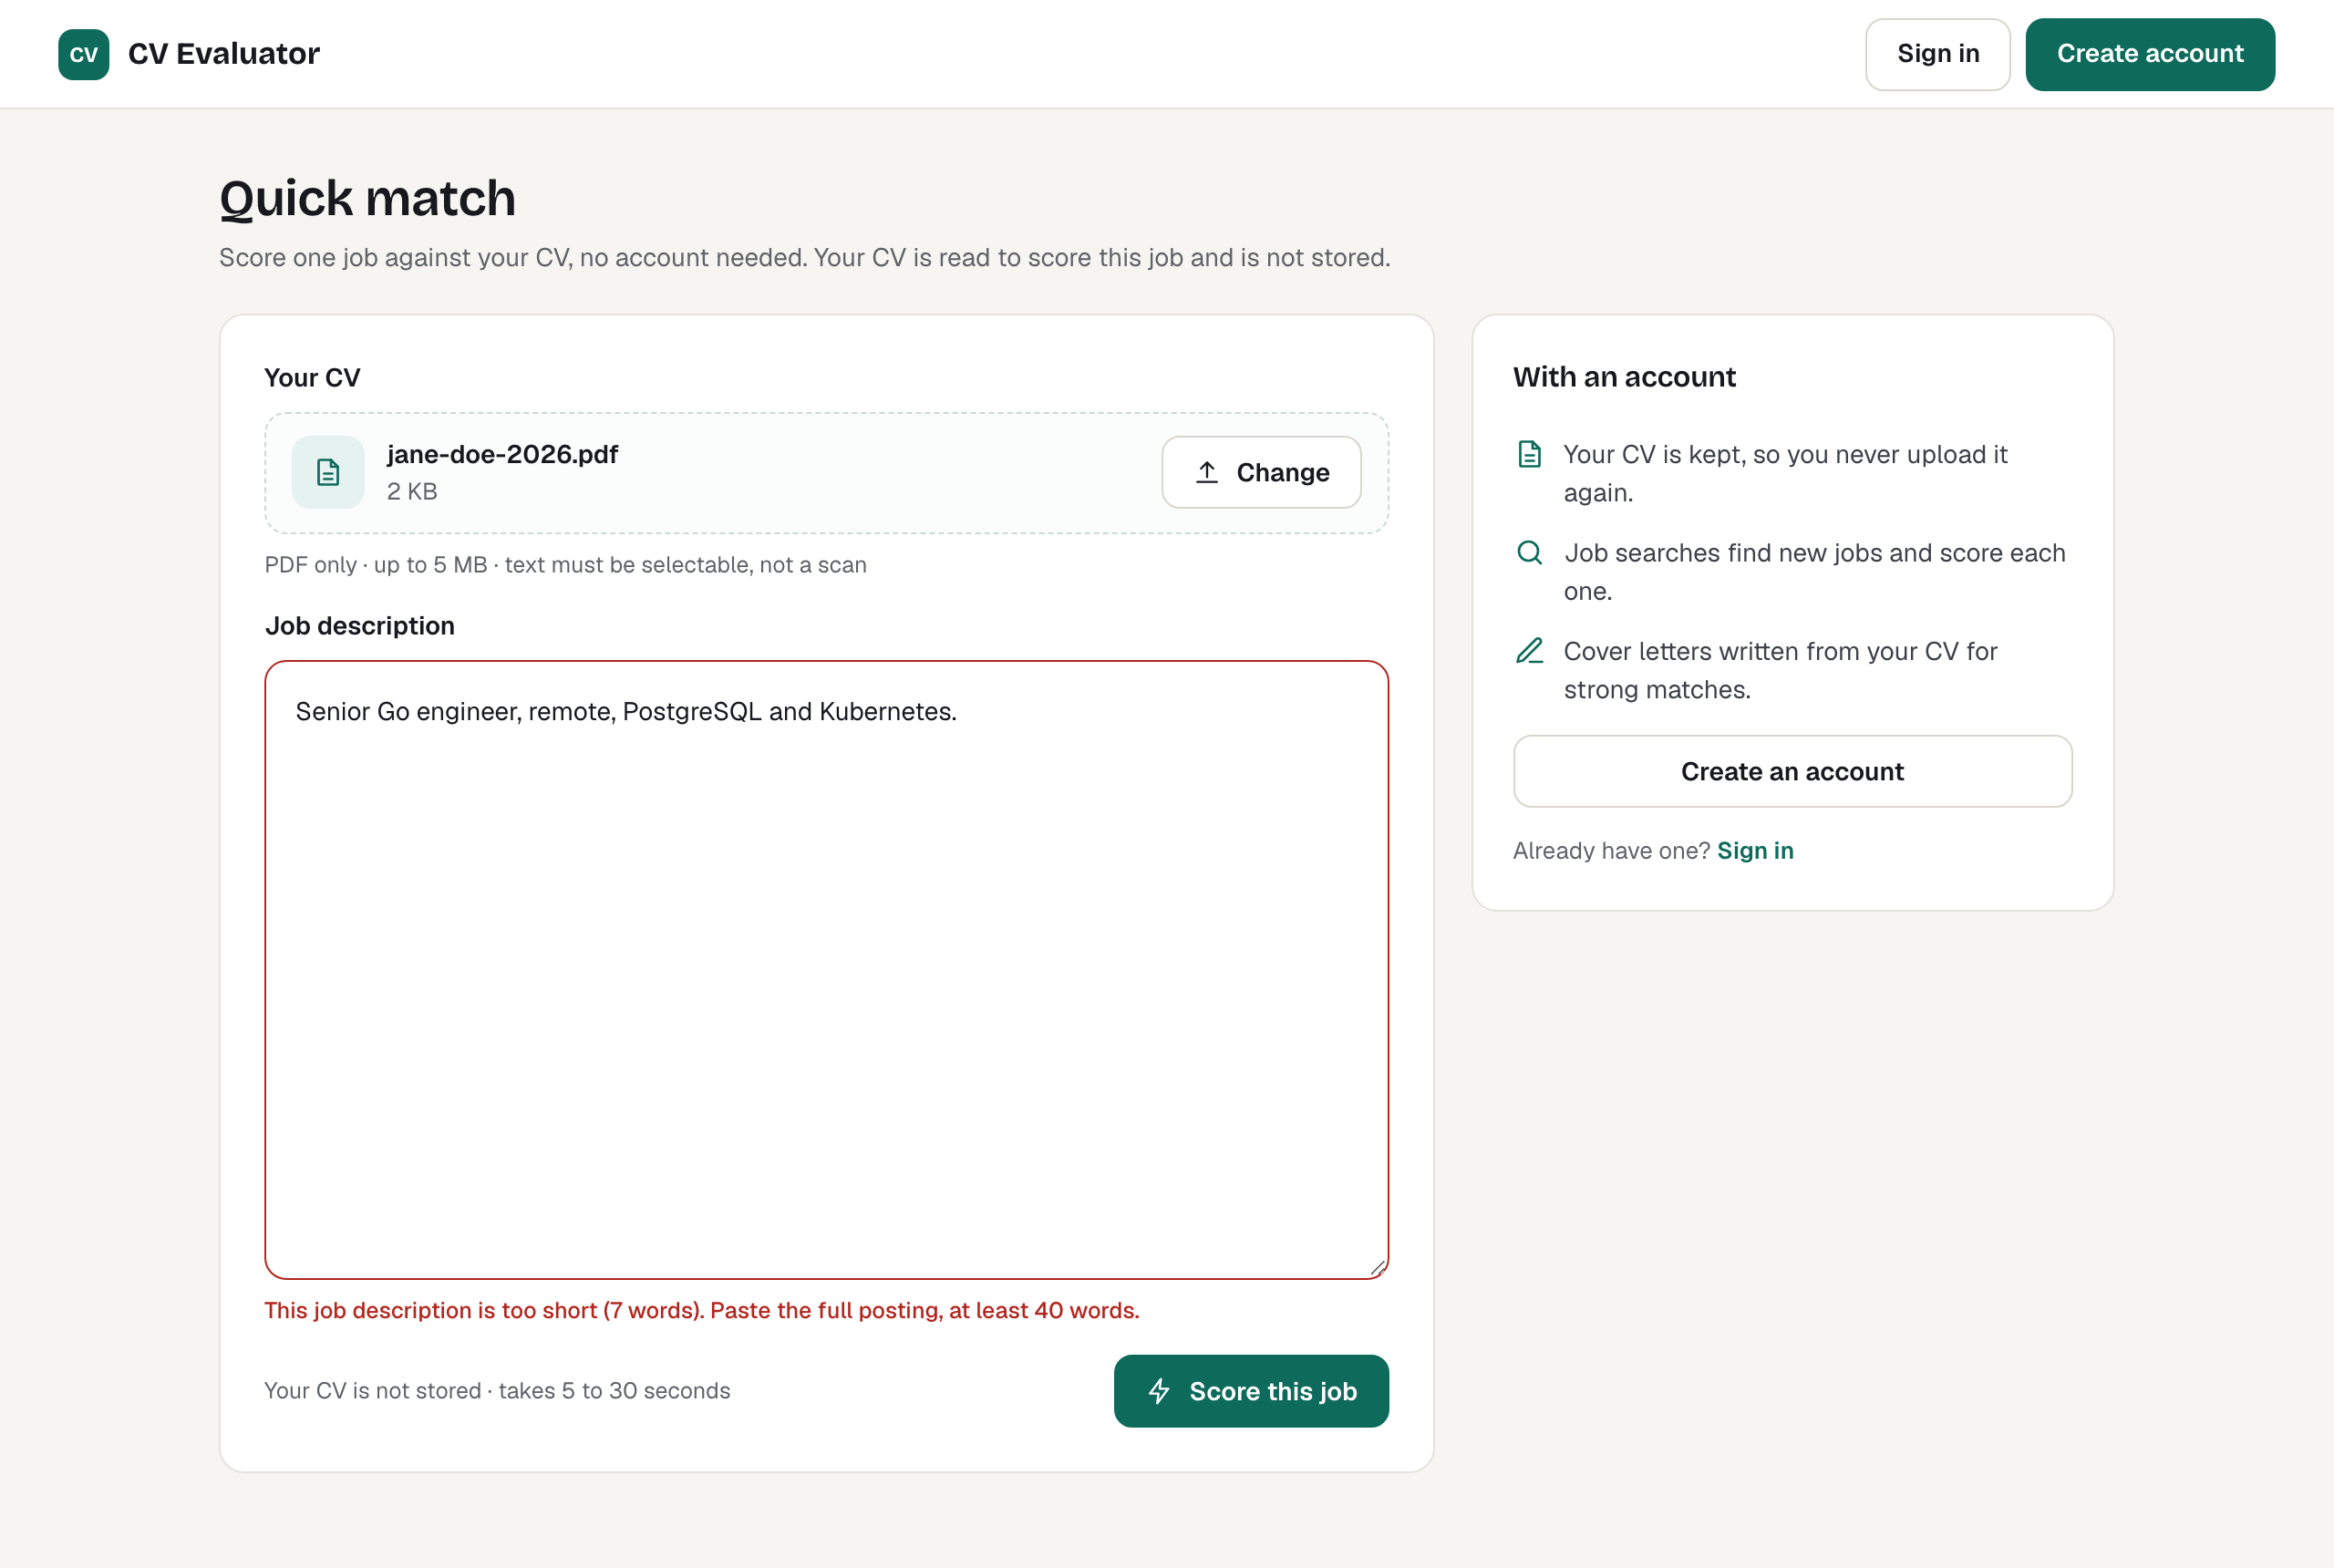 CV CV Evaluator
Sign in
Create account
Quick match
Score one job against your CV, no account needed. Your CV is read to score this job and is not stored.
Your CV
jane-doe-2026.pdf
2 KB
Change
PDF only · up to 5 MB · text must be selectable, not a scan
Job description
Senior Go engineer, remote, PostgreSQL and Kubernetes.
This job description is too short (7 words). Paste the full posting, at least 40 words.
Your CV is not stored · takes 5 to 30 seconds
Score this job
With an account
Your CV is kept, so you never upload it
again.
Job searches find new jobs and score each
one.
Cover letters written from your CV for
strong matches.
Create an account
Already have one? Sign in